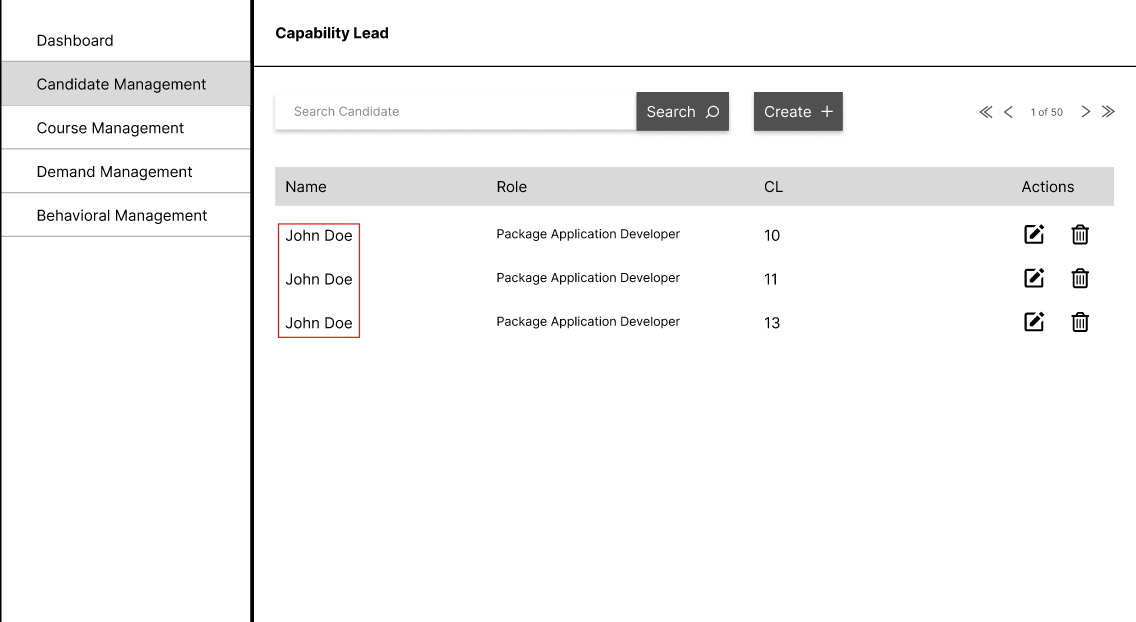 Dashboard
Candidate Management
Course Management
Demand Management
Behavioral Management
Capability Lead
Search Candidate Search Create 1 of 50
Name Role CL Actions
John Doe Package Application Developer 10
John Doe Package Application Developer 11
John Doe Package Application Developer 13